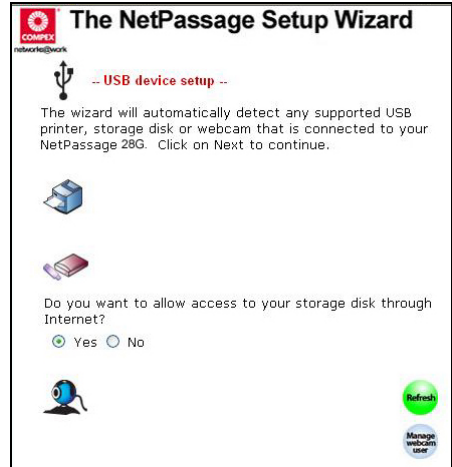 The NetPassage Setup Wizard
COMPEX
networks@work
-- USB device setup --
The wizard will automatically detect any supported USB
printer, storage disk or webcam that is connected to your
NetPassage 28G. Click on Next to continue.
Do you want to allow access to your storage disk through
Internet?
Yes No
Refresh
Manage
webcam
user